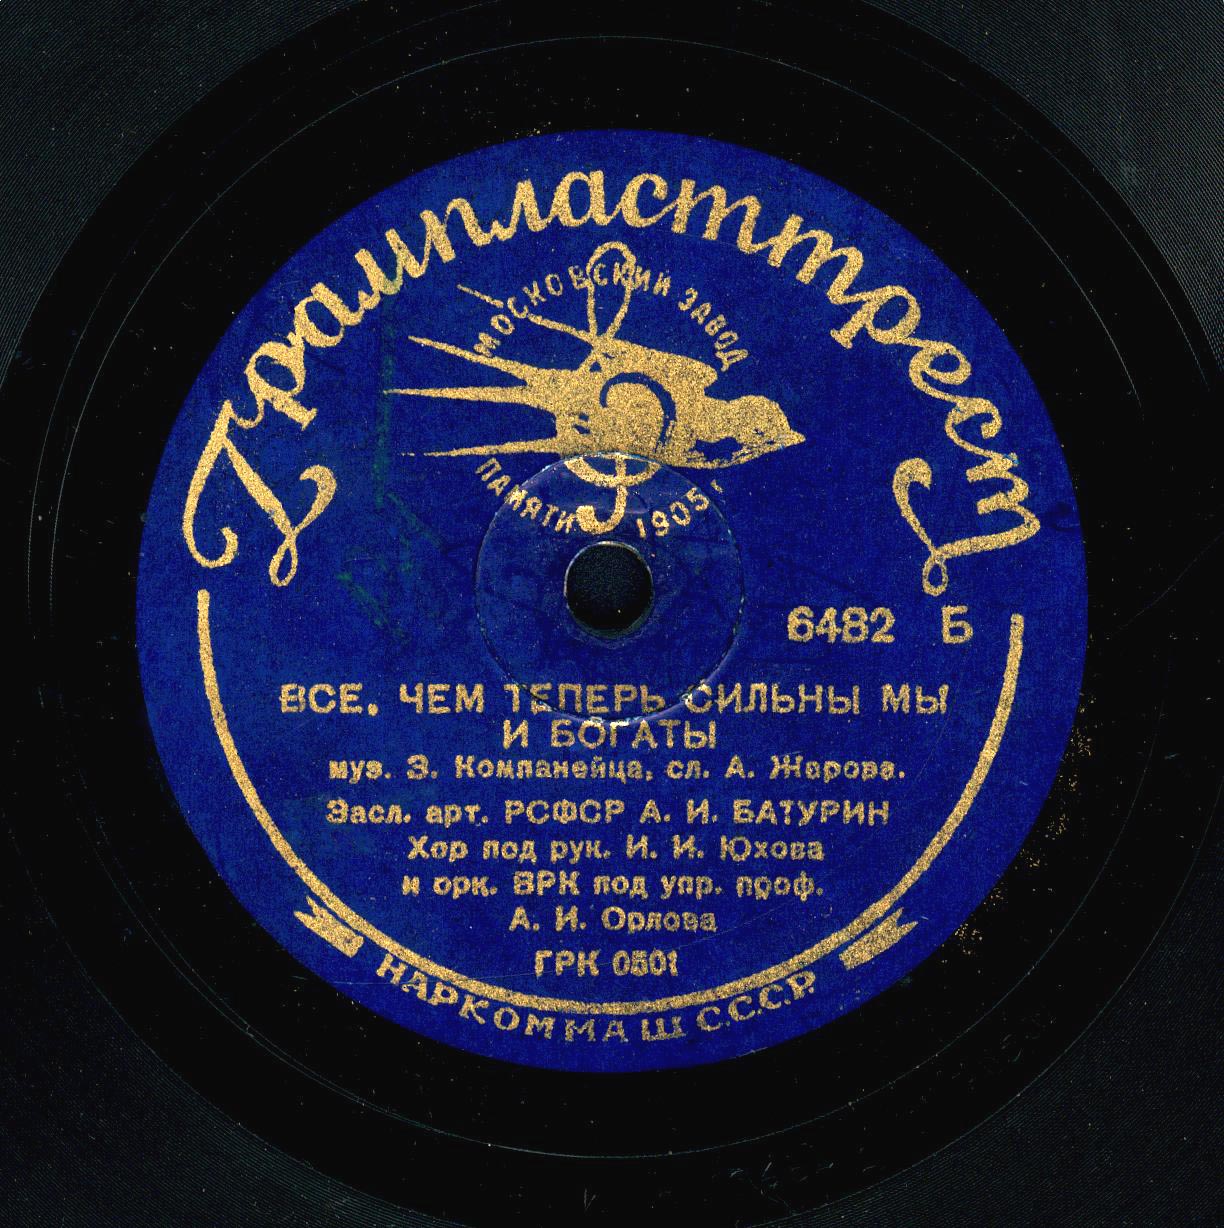 Грампласттрест
МОСКОВСКИЙ ЗАВОД
ПАМЯТИ 1905 г
6482 Б
ВСЕ, ЧЕМ ТЕПЕРЬ СИЛЬНЫ МЫ
И БОГАТЫ
муз. З. Компанейца, сл. А. Жарова.
Засл. арт. РСФСР А. И. БАТУРИН
Хор под рук. И. И. Юхова
и орк. ВРК под упр. проф.
А. И. Орлова
ГРК 0501
НАРКОММАШ С.С.С.Р.